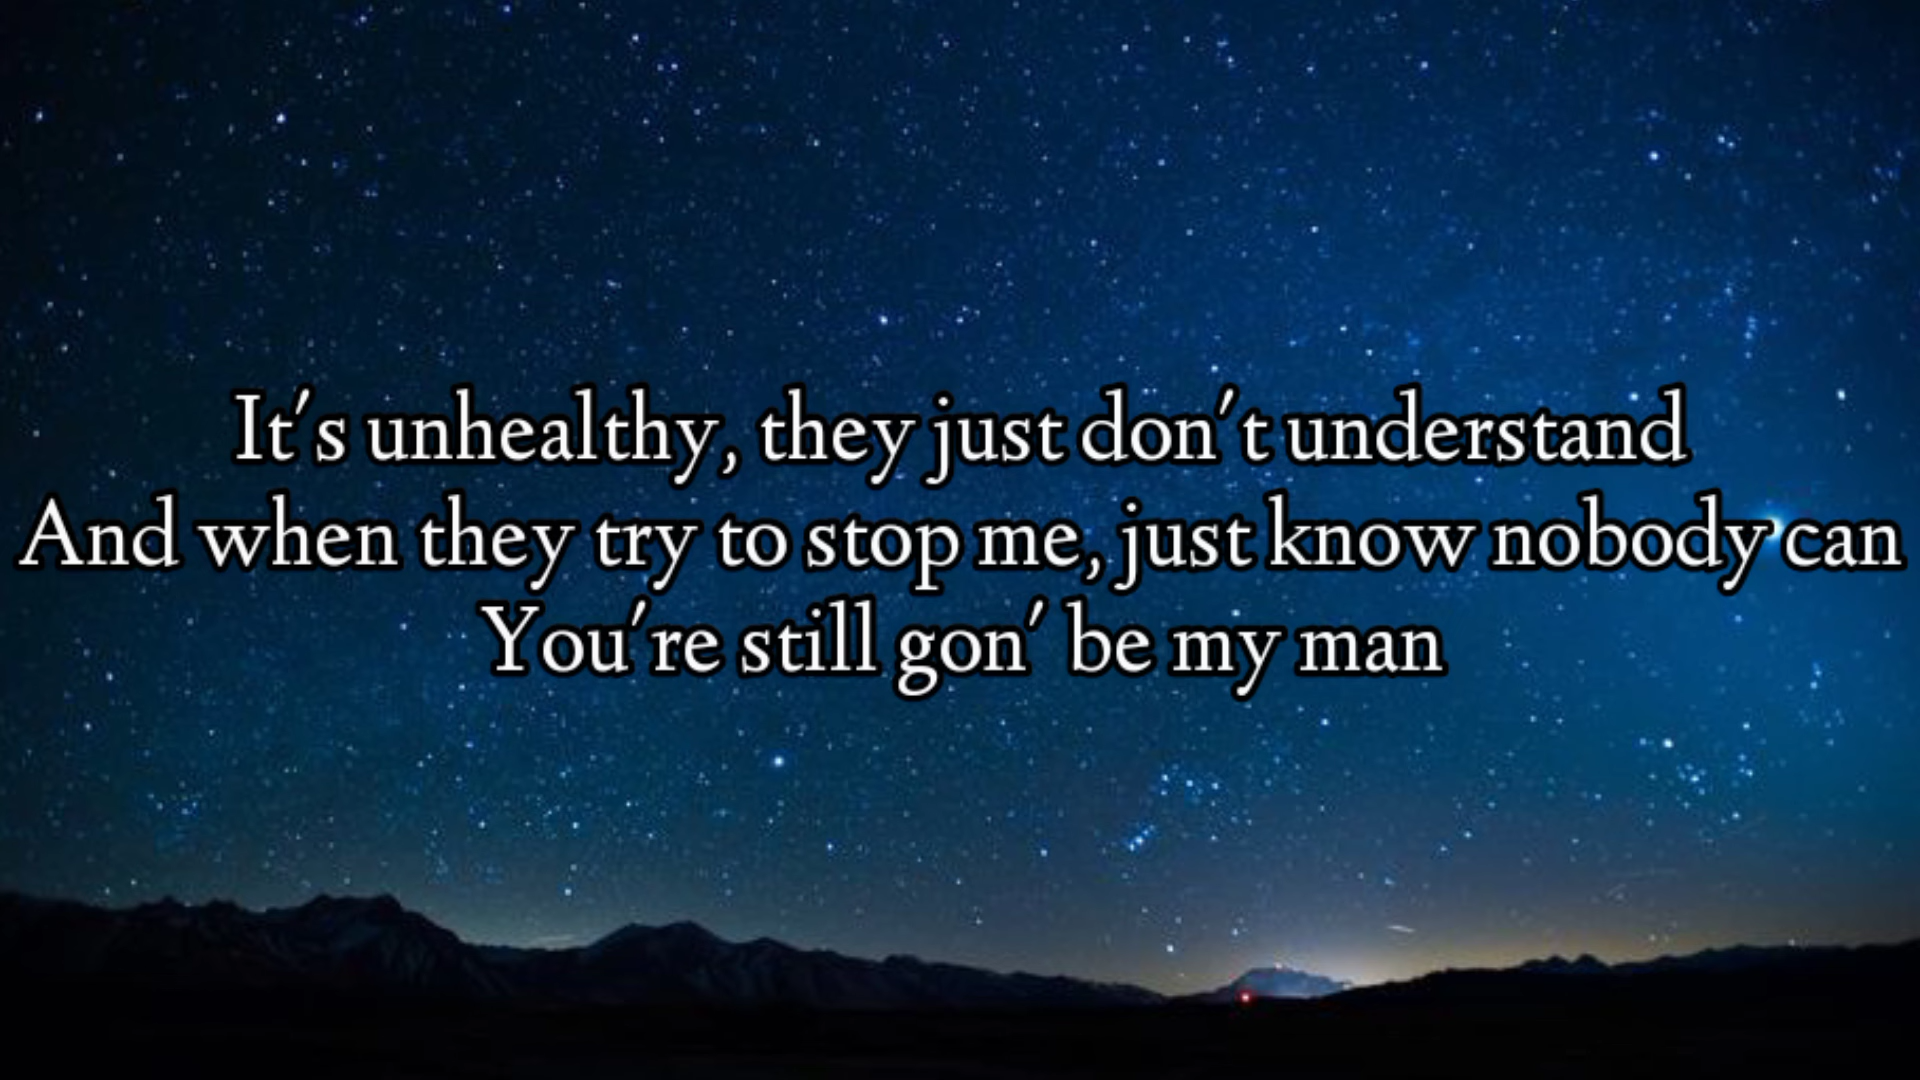 It's unhealthy, they just don't understand
And when they try to stop me, just know nobody can
You're still gon' be my man